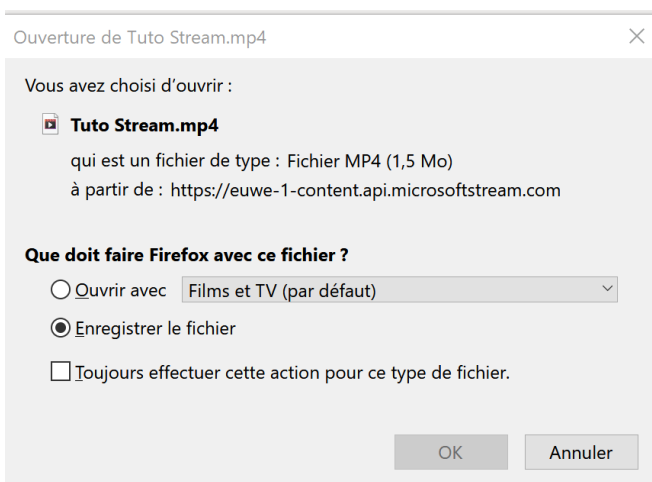 Ouverture de Tuto Stream.mp4
Vous avez choisi d’ouvrir :
Tuto Stream.mp4
qui est un fichier de type : Fichier MP4 (1,5 Mo)
à partir de : https://euwe-1-content.api.microsoftstream.com
Que doit faire Firefox avec ce fichier ?
Ouvrir avec Films et TV (par défaut)
Enregistrer le fichier
Toujours effectuer cette action pour ce type de fichier.
OK Annuler